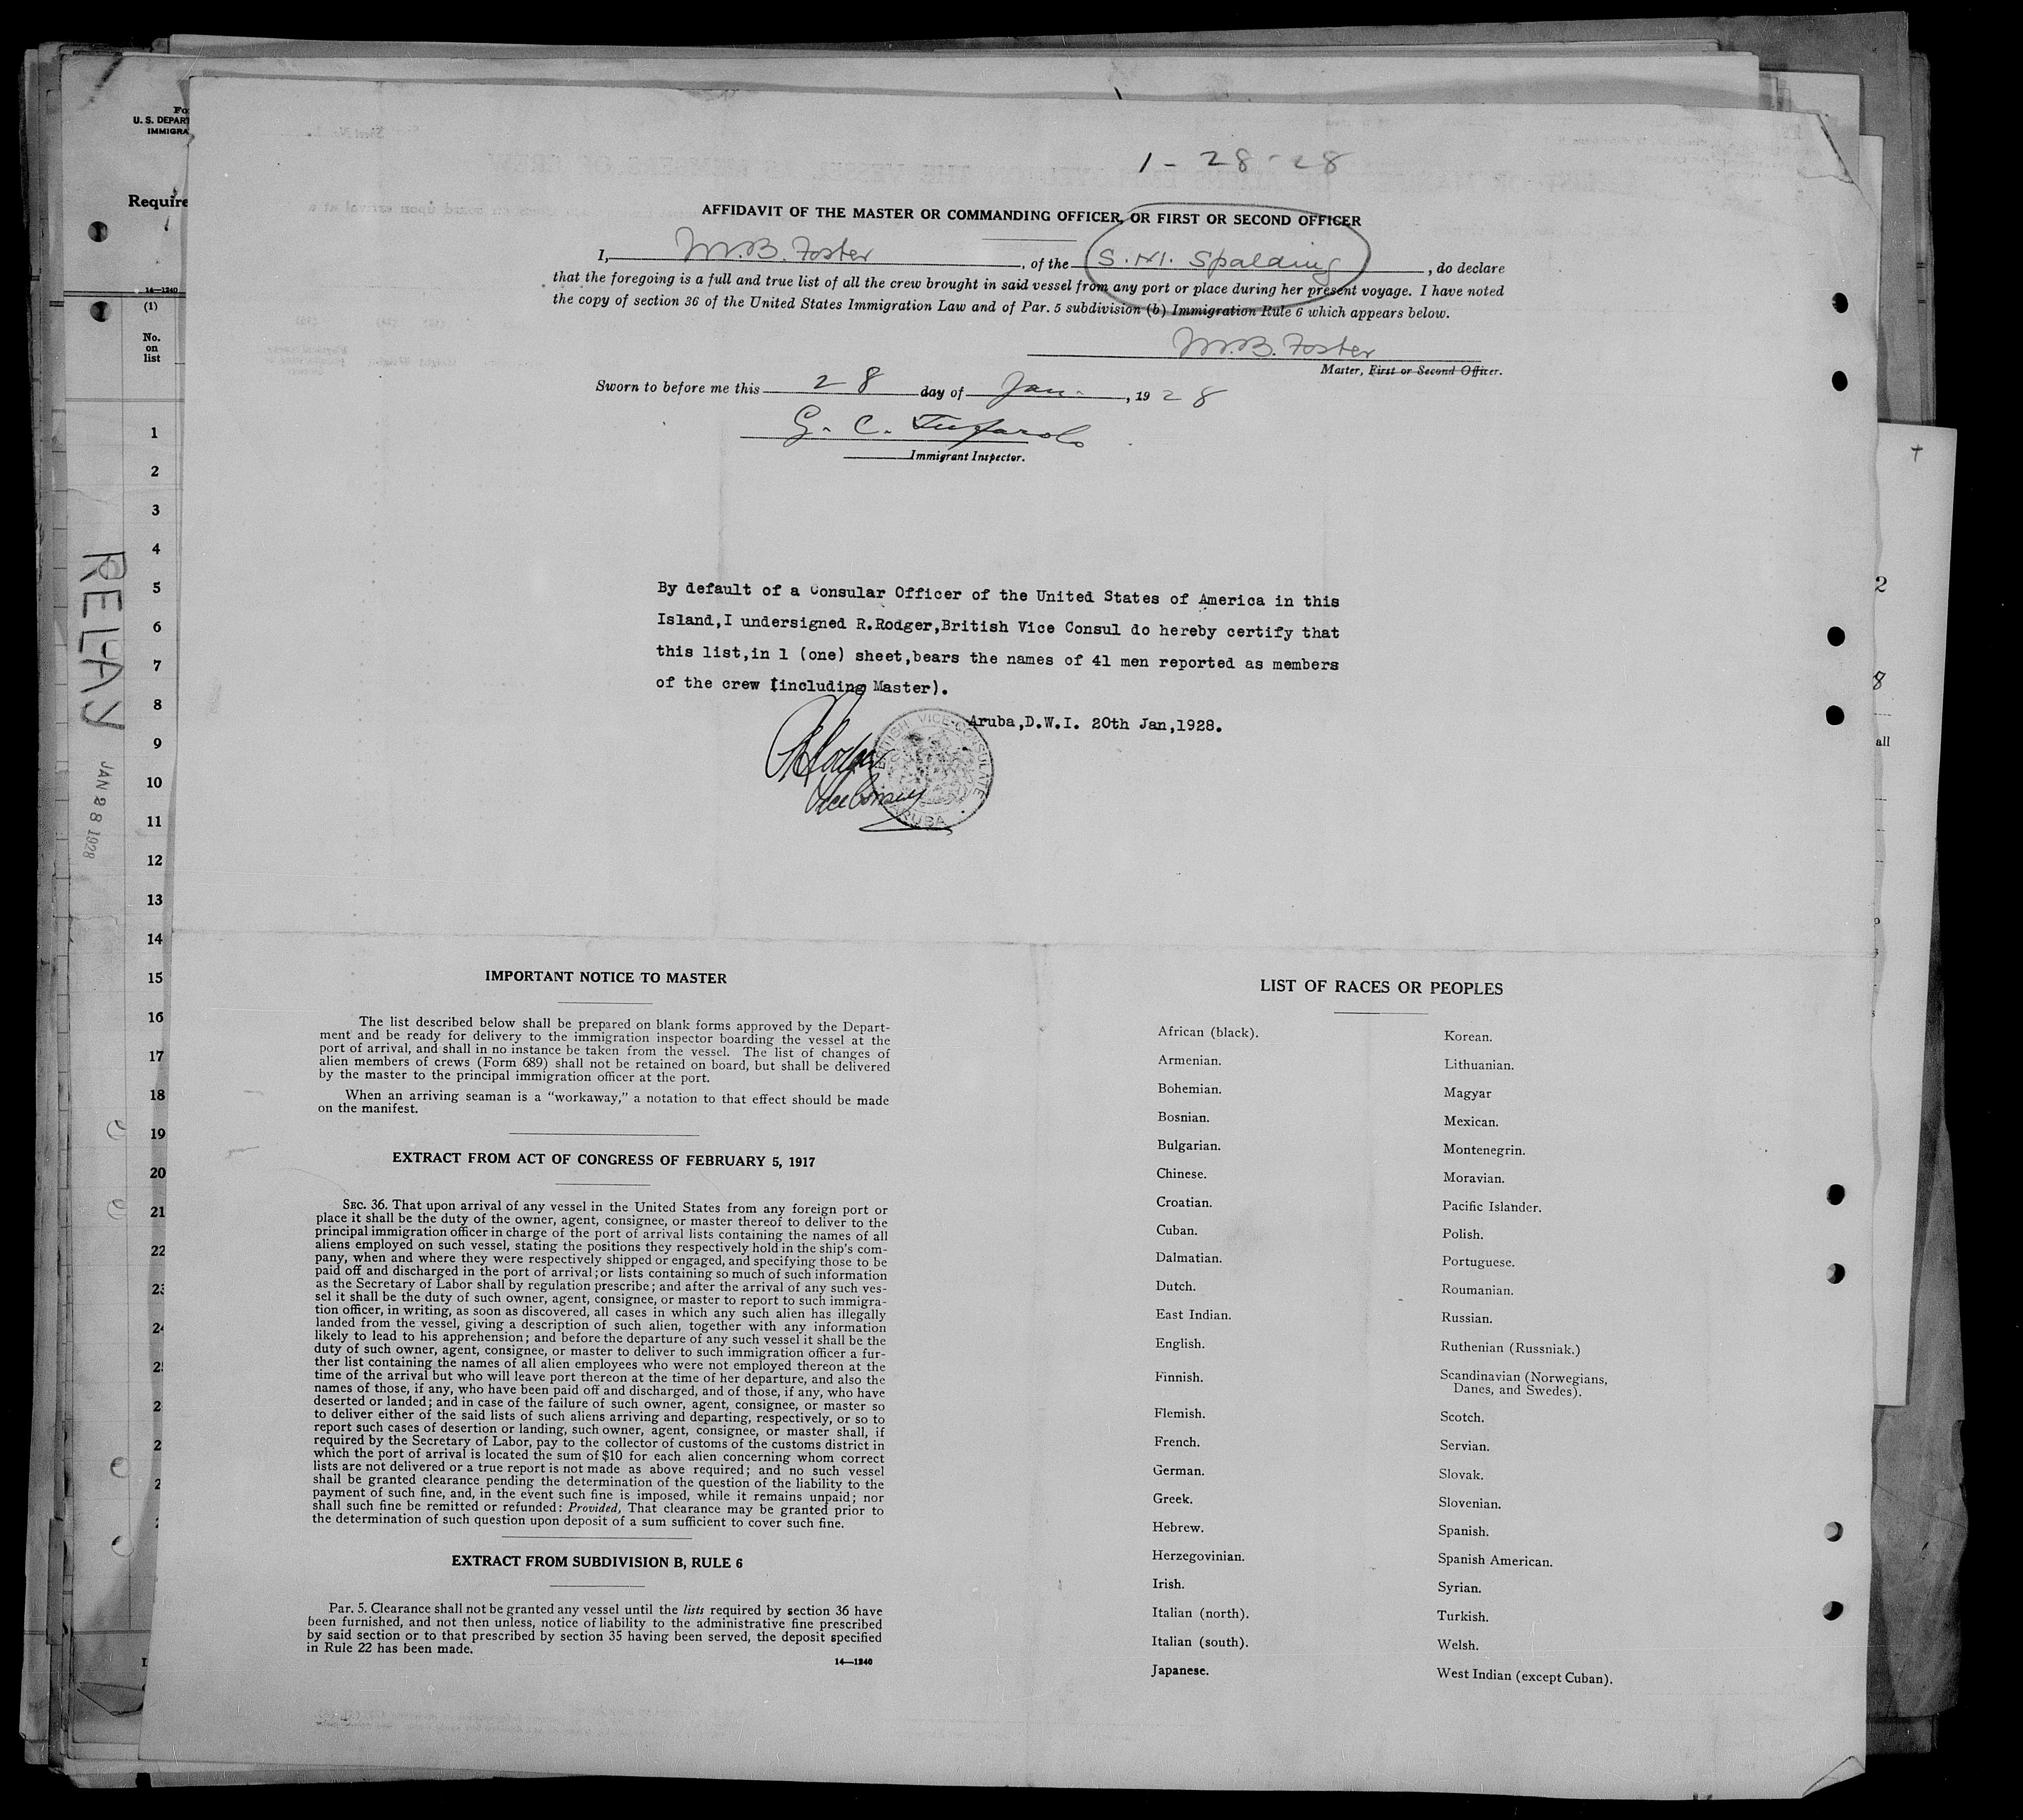 1-28-28
AFFIDAVIT OF THE MASTER OR COMMANDING OFFICER, OR FIRST OR SECOND OFFICER
I, M.B. Foster, of the S. M. Spalding, do declare
that the foregoing is a full and true list of all the crew brought in said vessel from any port or place during her present voyage. I have noted
the copy of section 36 of the United States Immigration Law and of Par. 5 subdivision (b) Immigration Rule 6 which appears below.
M.B. Foster
Master, First or Second Officer.
Sworn to before me this 28 day of Jan., 1928
G. C.
Immigrant Inspector.
By default of a Consular Officer of the United States of America in this
Island,I undersigned R.Rodger,British Vice Consul do hereby certify that
this list,in 1 (one) sheet,bears the names of 41 men reported as members
of the crew (including Master).
Aruba,D.W.I. 20th Jan,1928.
R Rodger
Vice Consul
BRITISH VICE-CONSULATE
ARUBA
IMPORTANT NOTICE TO MASTER
The list described below shall be prepared on blank forms approved by the Depart-
ment and be ready for delivery to the immigration inspector boarding the vessel at the
port of arrival, and shall in no instance be taken from the vessel. The list of changes of
alien members of crews (Form 689) shall not be retained on board, but shall be delivered
by the master to the principal immigration officer at the port.
When an arriving seaman is a "workaway," a notation to that effect should be made
on the manifest.
EXTRACT FROM ACT OF CONGRESS OF FEBRUARY 5, 1917
SEC. 36. That upon arrival of any vessel in the United States from any foreign port or
place it shall be the duty of the owner, agent, consignee, or master thereof to deliver to the
principal immigration officer in charge of the port of arrival lists containing the names of all
aliens employed on such vessel, stating the positions they respectively hold in the ship's com-
pany, when and where they were respectively shipped or engaged, and specifying those to be
paid off and discharged in the port of arrival; or lists containing so much of such information
as the Secretary of Labor shall by regulation prescribe; and after the arrival of any such ves-
sel it shall be the duty of such owner, agent, consignee, or master to report to such immigra-
tion officer, in writing, as soon as discovered, all cases in which any such alien has illegally
landed from the vessel, giving a description of such alien, together with any information
likely to lead to his apprehension; and before the departure of any such vessel it shall be the
duty of such owner, agent, consignee, or master to deliver to such immigration officer a fur-
ther list containing the names of all alien employees who were not employed thereon at the
time of the arrival but who will leave port thereon at the time of her departure, and also the
names of those, if any, who have been paid off and discharged, and of those, if any, who have
deserted or landed; and in case of the failure of such owner, agent, consignee, or master so
to deliver either of the said lists of such aliens arriving and departing, respectively, or so to
report such cases of desertion or landing, such owner, agent, consignee, or master shall, if
required by the Secretary of Labor, pay to the collector of customs of the customs district in
which the port of arrival is located the sum of $10 for each alien concerning whom correct
lists are not delivered or a true report is not made as above required; and no such vessel
shall be granted clearance pending the determination of the question of the liability to the
payment of such fine, and, in the event such fine is imposed, while it remains unpaid; nor
shall such fine be remitted or refunded: Provided, That clearance may be granted prior to
the determination of such question upon deposit of a sum sufficient to cover such fine.
EXTRACT FROM SUBDIVISION B, RULE 6
Par. 5. Clearance shall not be granted any vessel until the lists required by section 36 have
been furnished, and not then unless, notice of liability to the administrative fine prescribed
by said section or to that prescribed by section 35 having been served, the deposit specified
in Rule 22 has been made.
14—1240
LIST OF RACES OR PEOPLES
African (black).
Armenian.
Bohemian.
Bosnian.
Bulgarian.
Chinese.
Croatian.
Cuban.
Dalmatian.
Dutch.
East Indian.
English.
Finnish.
Flemish.
French.
German.
Greek.
Hebrew.
Herzegovinian.
Irish.
Italian (north).
Italian (south).
Japanese.
Korean.
Lithuanian.
Magyar
Mexican.
Montenegrin.
Moravian.
Pacific Islander.
Polish.
Portuguese.
Roumanian.
Russian.
Ruthenian (Russniak.)
Scandinavian (Norwegians,
Danes, and Swedes).
Scotch.
Servian.
Slovak.
Slovenian.
Spanish.
Spanish American.
Syrian.
Turkish.
Welsh.
West Indian (except Cuban).
U. S. DEPART
IMMIGRA
Require
14—1240
(1)
No.
on
list
1
2
3
4
5
6
7
8
9
10
11
12
13
14
15
16
17
18
19
20
21
22
RELAY
JAN 28 1928
2
8
all